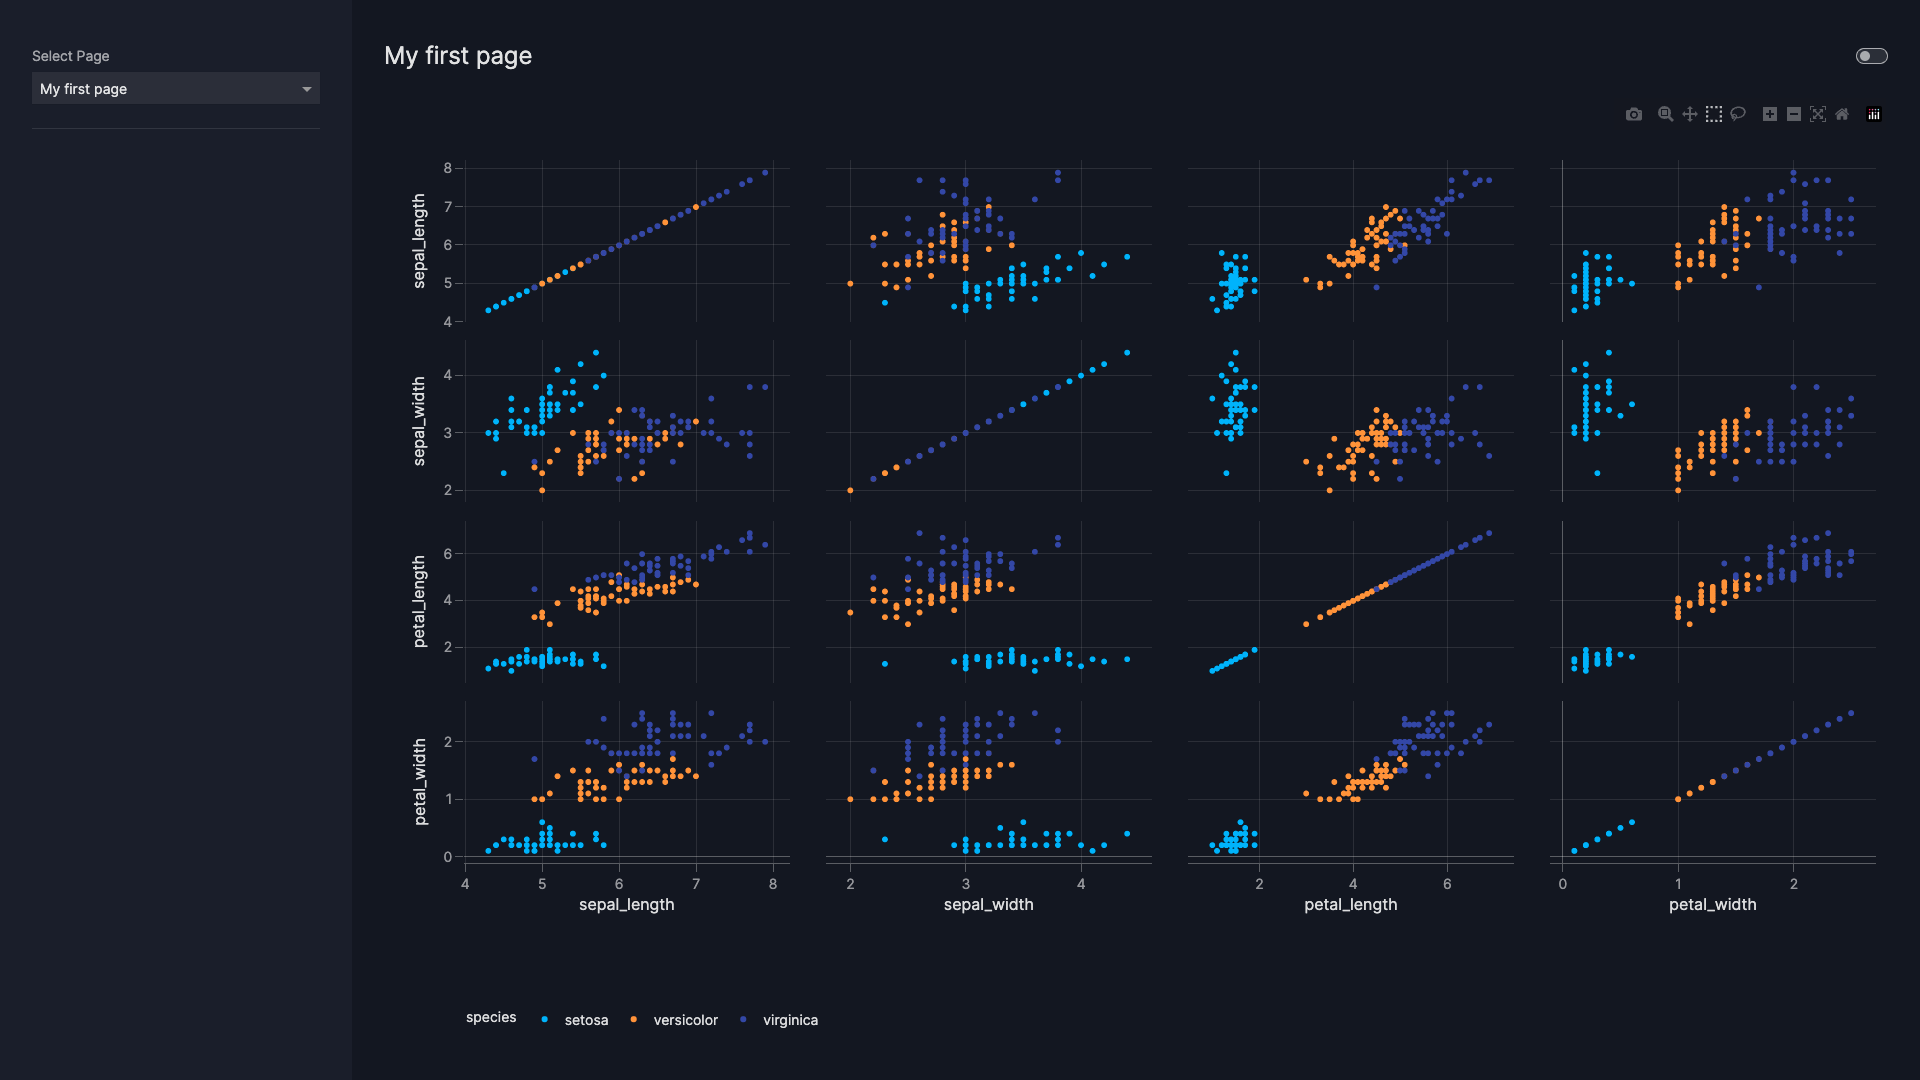 Select Page
My first page
My first page
8
7
6
5
4
sepal_length
4
3
2
sepal_width
6
4
2
petal_length
2
1
0
petal_width
4 5 6 7 8 2 3 4 2 4 6 0 1 2
sepal_length sepal_width petal_length petal_width
species setosa versicolor virginica